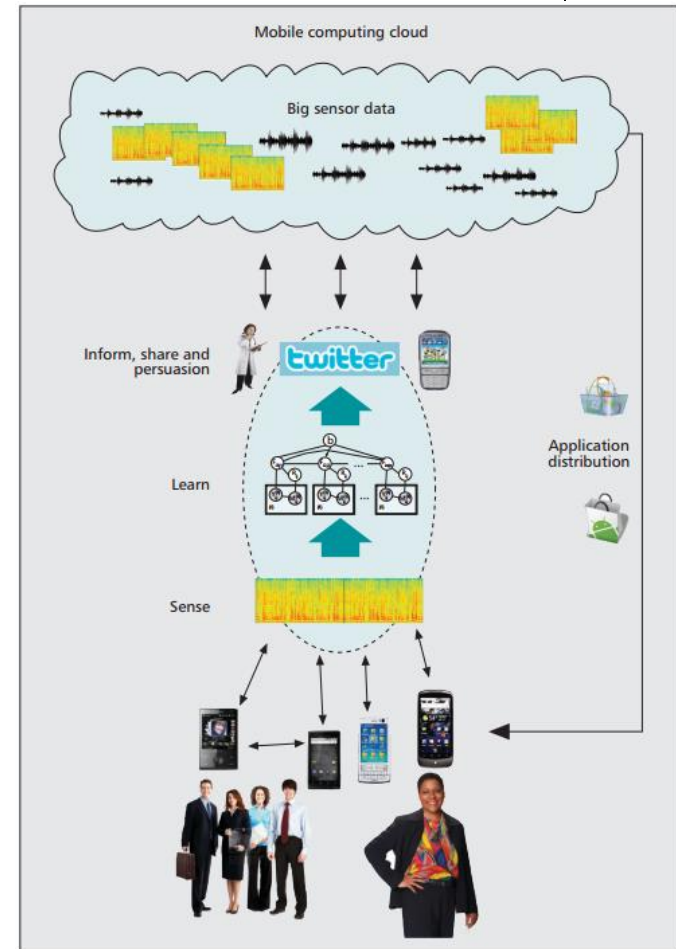 Mobile computing cloud
Big sensor data
Inform, share and
persuasion
twitter
Learn
b
...
...
Application
distribution
Sense